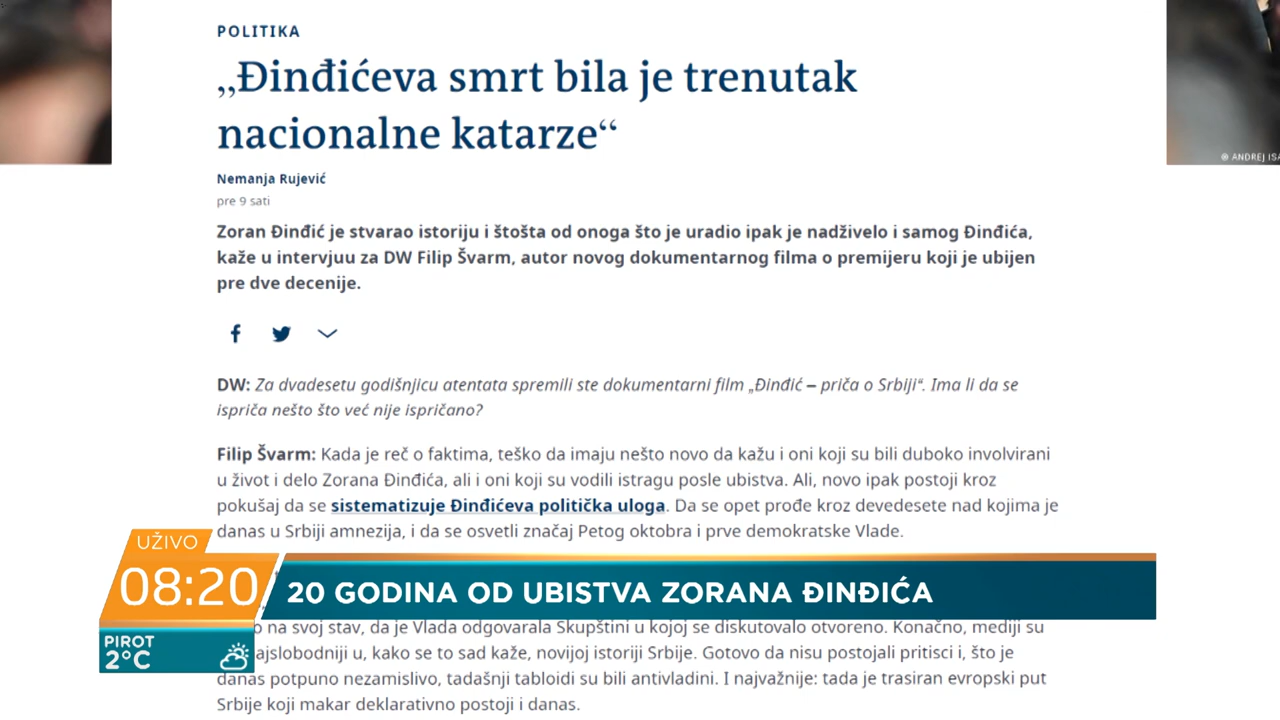 POLITIKA
„Đinđićeva smrt bila je trenutak
nacionalne katarze“
Nemanja Rujević
pre 9 sati
© ANDREJ
Zoran Đinđić je stvarao istoriju i štošta od onoga što je uradio ipak je nadživelo i samog Đinđića,
kaže u intervjuu za DW Filip Švarm, autor novog dokumentarnog filma o premijeru koji je ubijen
pre dve decenije.
DW: Za dvadesetu godišnjicu atentata spremili ste dokumentarni film „Đinđić – priča o Srbiji“. Ima li da se
ispriča nešto što već nije ispričano?
Filip Švarm: Kada je reč o faktima, teško da imaju nešto novo da kažu i oni koji su bili duboko involvirani
u život i delo Zorana Đinđića, ali i oni koji su vodili istragu posle ubistva. Ali, novo ipak postoji kroz
pokušaj da se sistematizuje Đinđićeva politička uloga. Da se opet prođe kroz devedesete nad kojima je
danas u Srbiji amnezija, i da se osvetli značaj Petog oktobra i prve demokratske Vlade.
UŽIVO
08:20
20 GODINA OD UBISTVA ZORANA ĐINĐIĆA
PIROT
2°C
na svoj stav, da je Vlada odgovarala Skupštini u kojoj se diskutovalo otvoreno. Konačno, mediji su
u, kako se to sad kaže, novijoj istoriji Srbije. Gotovo da nisu postojali pritisci i, što je
danas potpuno nezamislivo, tadašnji tabloidi su bili antivladini. I najvažnije: tada je trasiran evropski put
Srbije koji makar deklarativno postoji i danas.